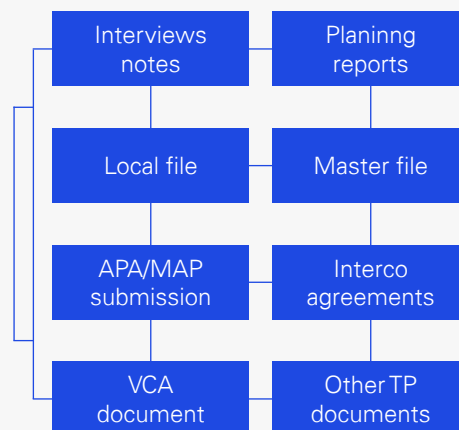 Interviews
notes
Planinng
reports
Local file
Master file
APA/MAP
submission
Interco
agreements
VCA
document
Other TP
documents